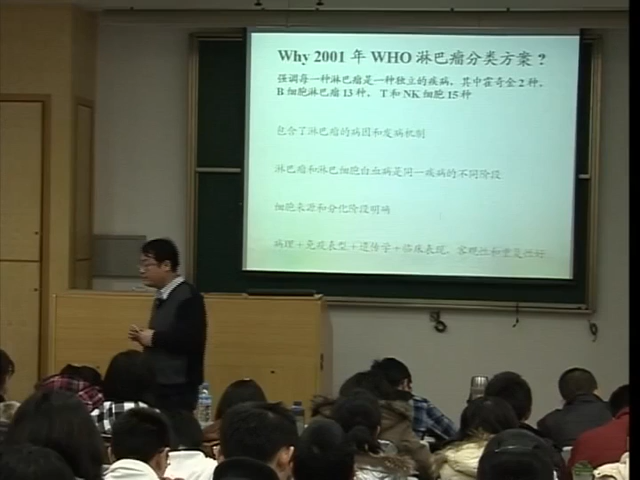 Why 2001 年 WHO 淋巴瘤分类方案？
强调每一种淋巴瘤是一种独立的疾病，其中霍奇金2种，
B 细胞淋巴瘤13种， T和NK细胞15种
包含了淋巴瘤的病因和发病机制
淋巴瘤和淋巴细胞白血病是同一疾病的不同阶段
细胞来源和分化阶段明确
病理＋免疫表型＋遗传学＋临床表现，客观性和重复性好